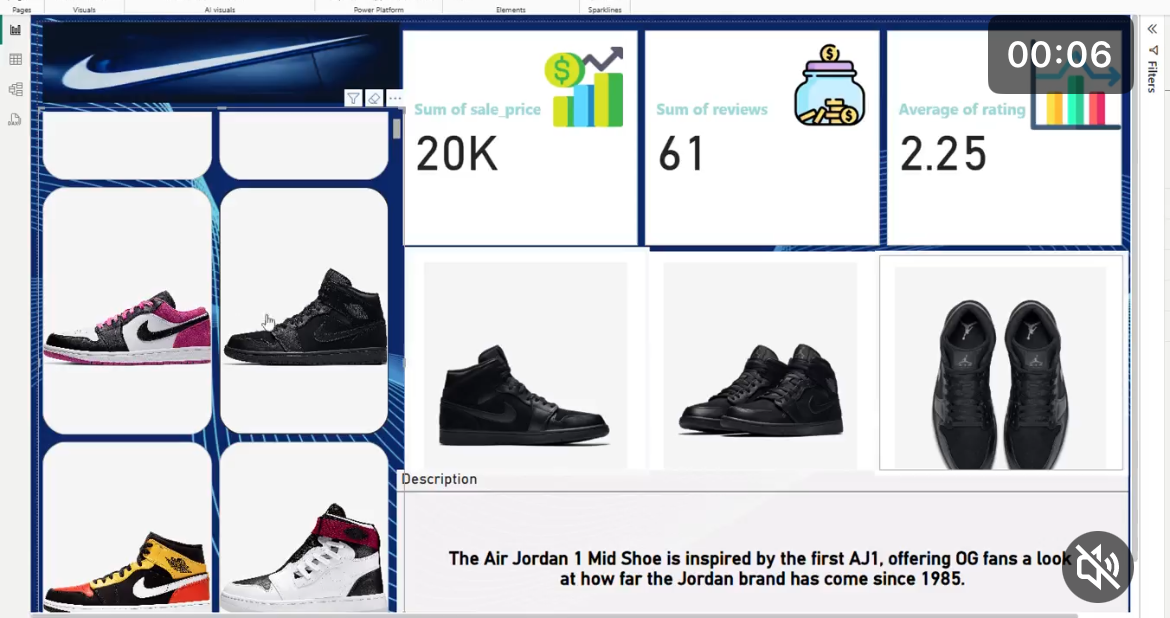 Pages Visuals AI visuals Power Platform Elements Sparklines
00:06
Filters
Sum of sale_price
20K
Sum of reviews
61
Average of rating
2.25
Description
The Air Jordan 1 Mid Shoe is inspired by the first AJ1, offering OG fans a look
at how far the Jordan brand has come since 1985.